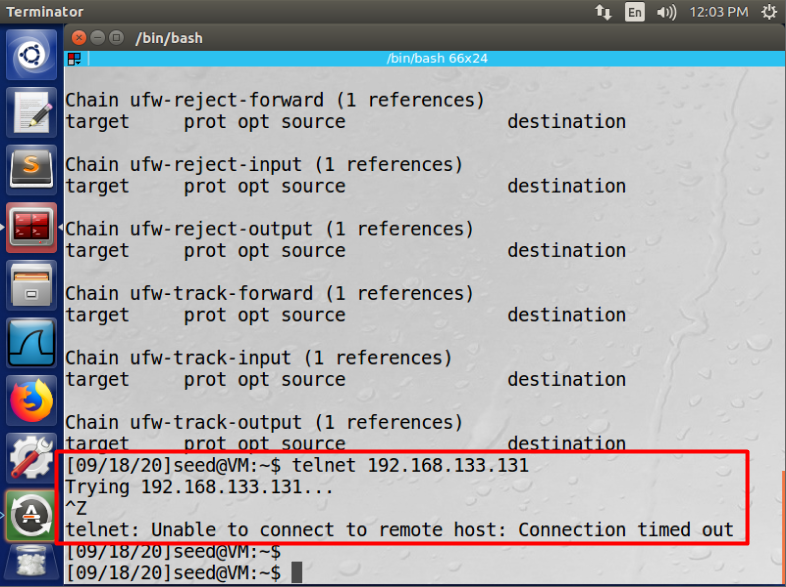 Terminator
En
12:03 PM
/bin/bash
/bin/bash 66x24
Chain ufw-reject-forward (1 references)
target     prot opt source               destination
Chain ufw-reject-input (1 references)
target     prot opt source               destination
Chain ufw-reject-output (1 references)
target     prot opt source               destination
Chain ufw-track-forward (1 references)
target     prot opt source               destination
Chain ufw-track-input (1 references)
target     prot opt source               destination
Chain ufw-track-output (1 references)
target     prot opt source               destination
[09/18/20]seed@VM:~$ telnet 192.168.133.131
Trying 192.168.133.131...
^Z
telnet: Unable to connect to remote host: Connection timed out
[09/18/20]seed@VM:~$
[09/18/20]seed@VM:~$